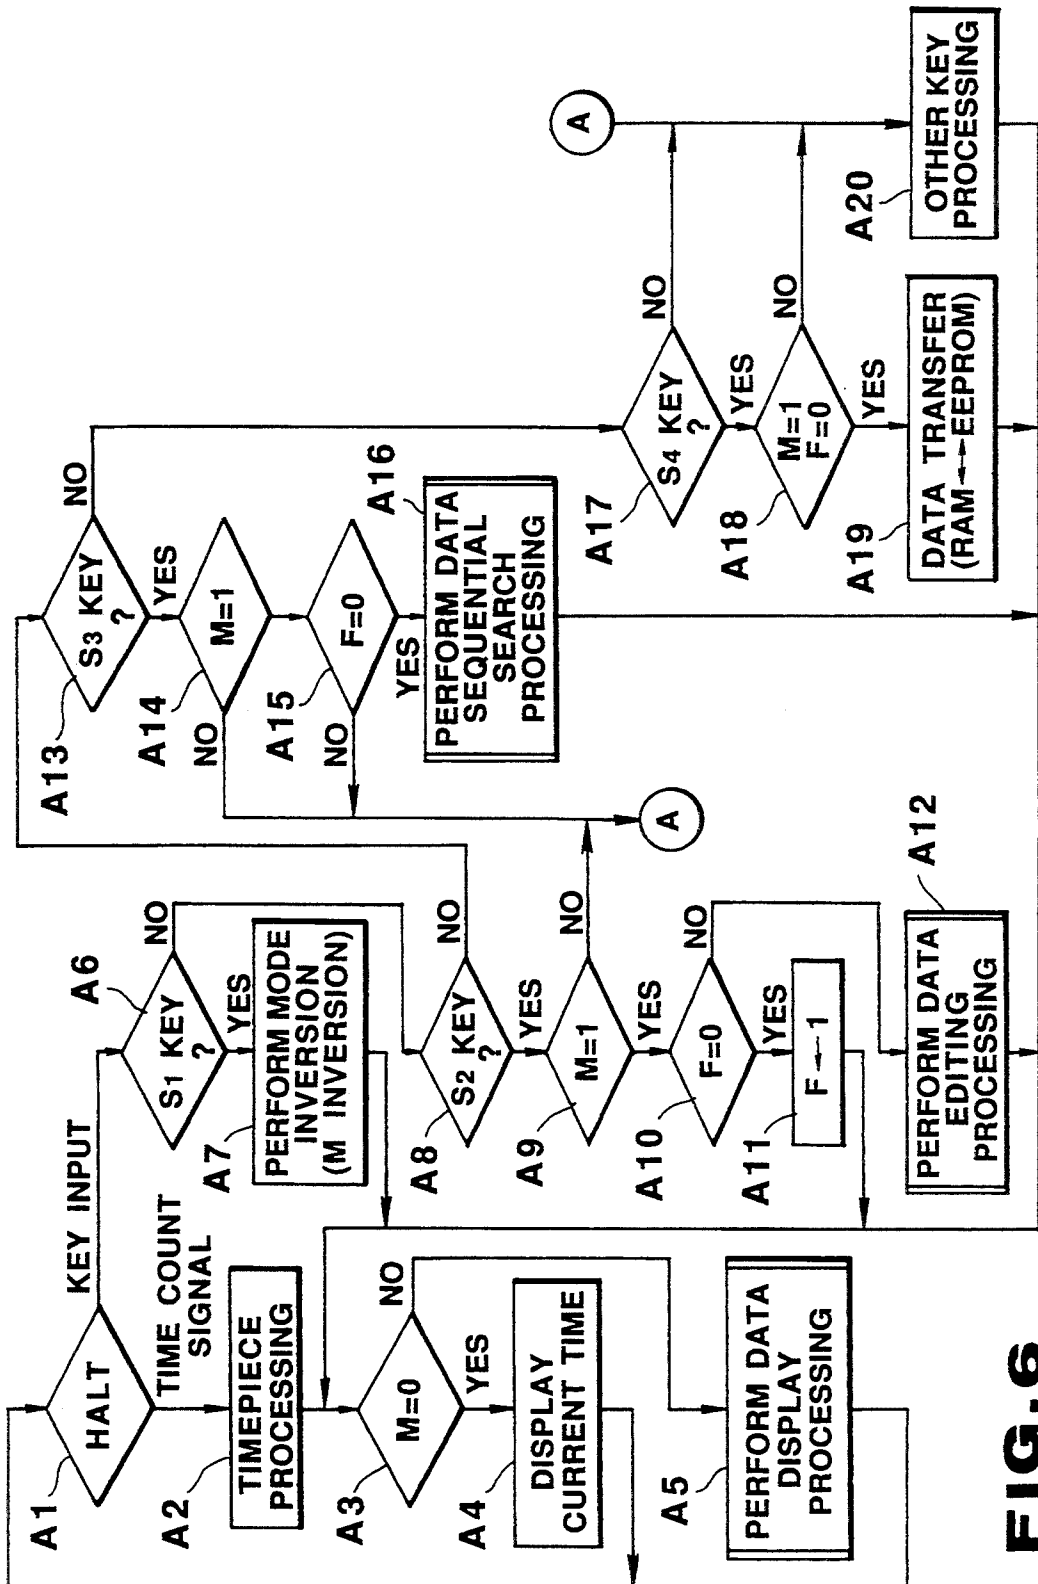 A1
HALT
KEY INPUT
TIME COUNT
SIGNAL
A2
TIMEPIECE
PROCESSING
A3
M=0
NO
YES
A4
DISPLAY
CURRENT TIME
A5
PERFORM DATA
DISPLAY
PROCESSING
A6
S1 KEY
?
NO
YES
A7
PERFORM MODE
INVERSION
(M INVERSION)
A8
S2 KEY
?
NO
YES
A9
M=1
NO
YES
A10
F=0
NO
YES
A11
F←1
A12
PERFORM DATA
EDITING
PROCESSING
A13
S3 KEY
?
NO
YES
A14
M=1
NO
A15
F=0
NO
YES
A16
PERFORM DATA
SEQUENTIAL
SEARCH
PROCESSING
A
A17
S4 KEY
?
NO
YES
A18
M=1
F=0
NO
YES
A19
DATA TRANSFER
(RAM↔EEPROM)
A
A20
OTHER KEY
PROCESSING
FIG.6